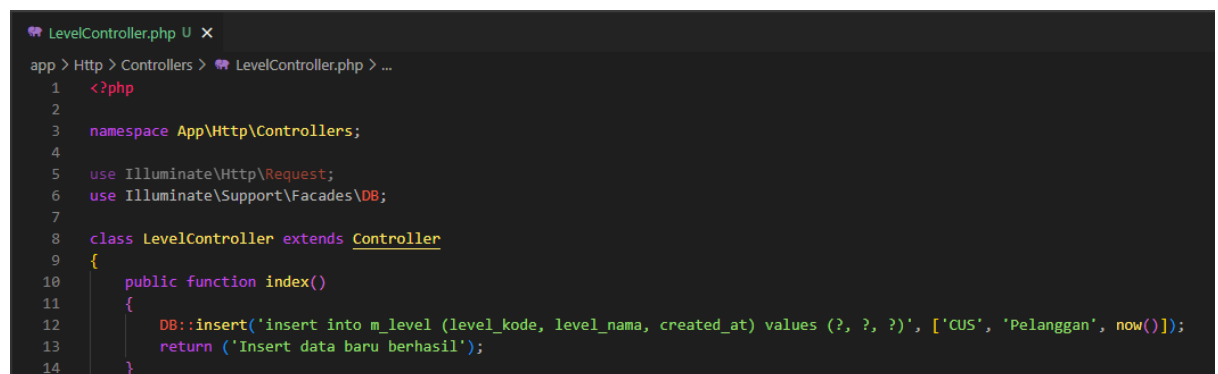 LevelController.php U ×
app > Http > Controllers > LevelController.php > ...
1 <?php
2
3 namespace App\Http\Controllers;
4
5 use Illuminate\Http\Request;
6 use Illuminate\Support\Facades\DB;
7
8 class LevelController extends Controller
9 {
10     public function index()
11     {
12         DB::insert('insert into m_level (level_kode, level_nama, created_at) values (?, ?, ?)', ['CUS', 'Pelanggan', now()]);
13         return ('Insert data baru berhasil');
14     }